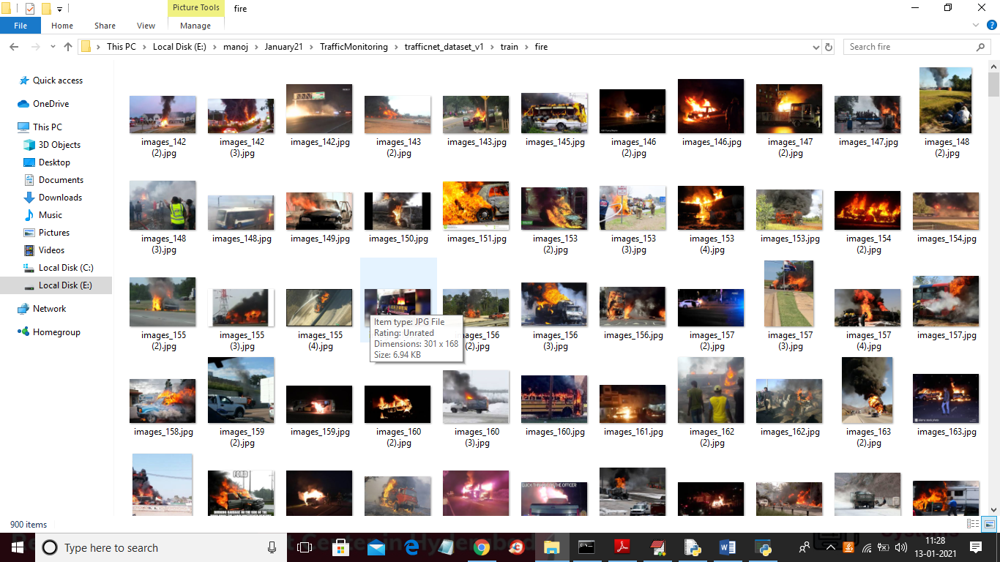 Picture Tools
fire
File
Home
Share
View
Manage
This PC
Local Disk (E:)
manoj
January21
TrafficMonitoring
trafficnet_dataset_v1
train
fire
Search fire
Quick access
OneDrive
This PC
3D Objects
Desktop
Documents
Downloads
Music
Pictures
Videos
Local Disk (C:)
Local Disk (E:)
Network
Homegroup
images_142 (2).jpg
images_142 (3).jpg
images_142.jpg
images_143 (2).jpg
images_143.jpg
images_145.jpg
images_146 (2).jpg
images_146.jpg
images_147 (2).jpg
images_147.jpg
images_148 (2).jpg
images_148 (3).jpg
images_148.jpg
images_149.jpg
images_150.jpg
images_151.jpg
images_153 (2).jpg
images_153 (3).jpg
images_153 (4).jpg
images_153.jpg
images_154 (2).jpg
images_154.jpg
images_155 (2).jpg
images_155 (3).jpg
images_155 (4).jpg
Item type: JPG File
Rating: Unrated
Dimensions: 301 x 168
Size: 6.94 KB
(2).jpg
images_156 (3).jpg
images_156.jpg
images_157 (2).jpg
images_157 (3).jpg
images_157 (4).jpg
images_157.jpg
images_158.jpg
images_159 (2).jpg
images_159.jpg
images_160 (2).jpg
images_160 (3).jpg
images_160.jpg
images_161.jpg
images_162 (2).jpg
images_162.jpg
images_163 (2).jpg
images_163.jpg
FORD
900 items
Type here to search
11:28
13-01-2021